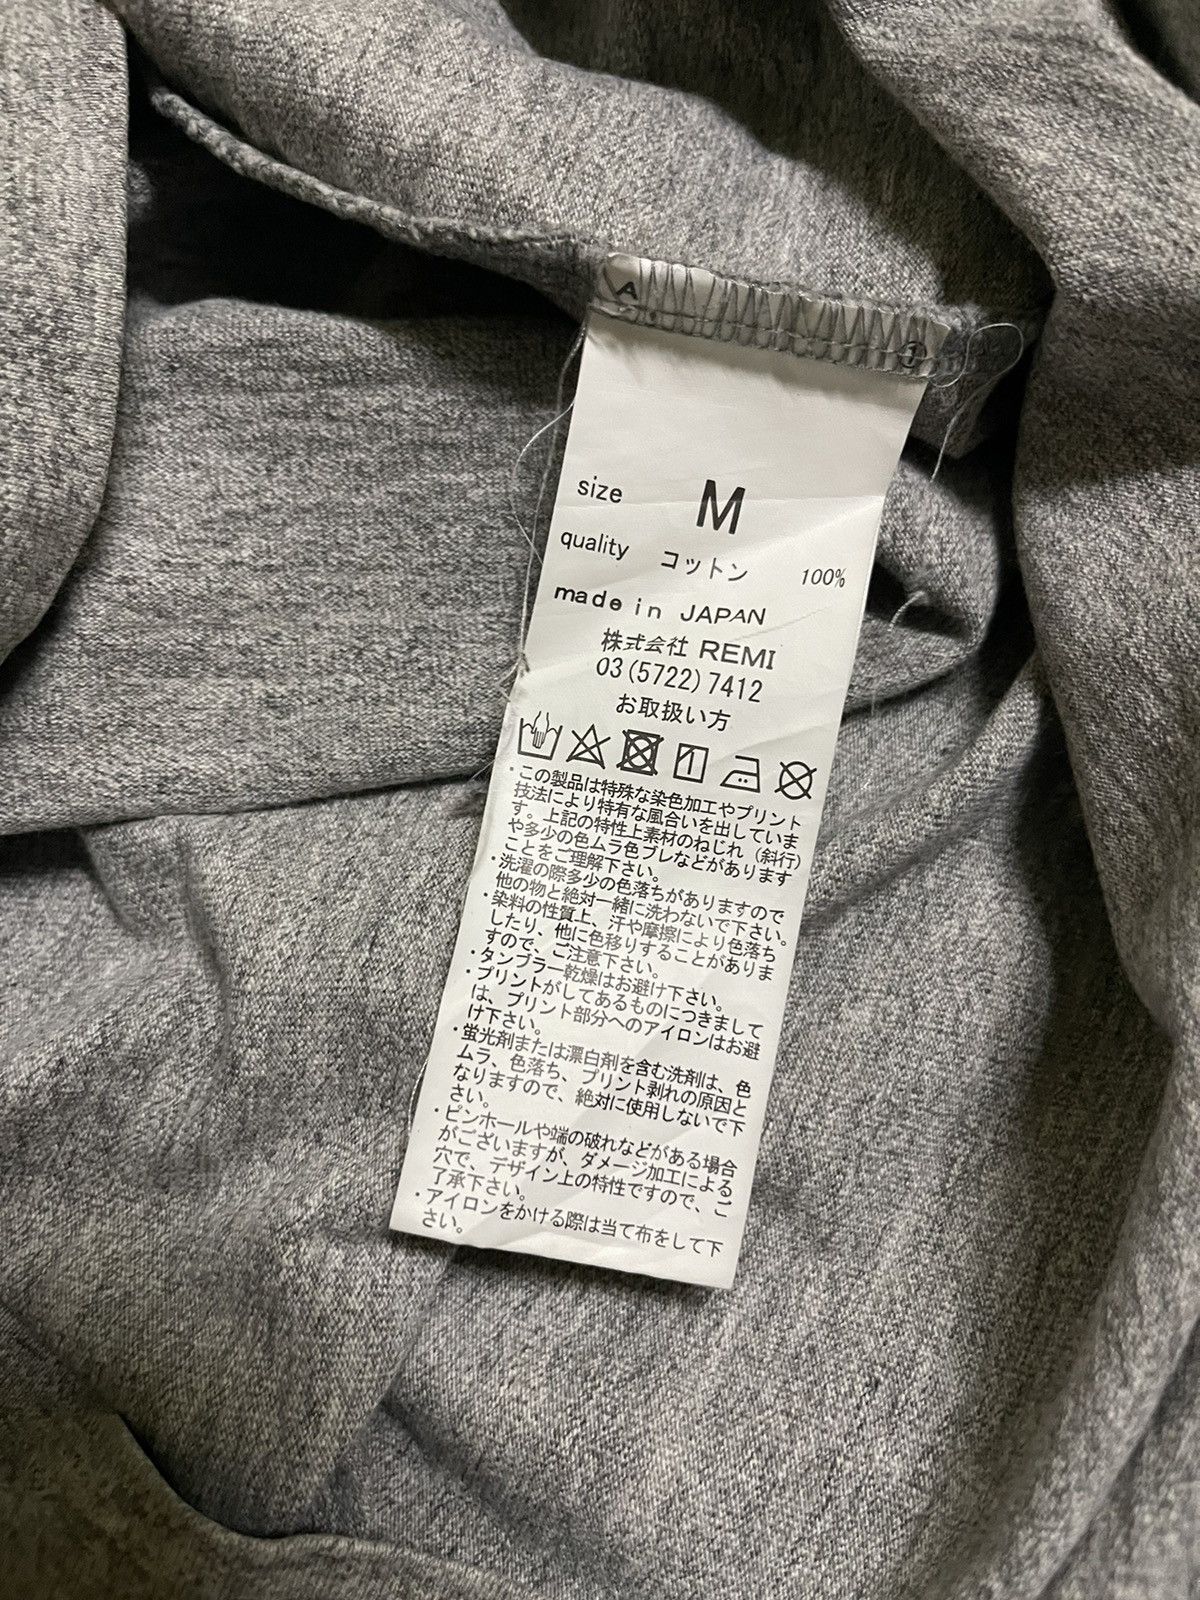 A
1
size M
quality コットン 100%
made in JAPAN
株式会社 REMI
03(5722)7412
お取扱い方
・この製品は特殊な染色加工やプリント
技法により特有な風合いを出していま
す。上記の特性上素材のねじれ（斜行）
や多少の色ムラ色ブレなどがあります
ことをご理解下さい。
・洗濯の際多少の色落ちがありますので
他の物と絶対一緒に洗わないで下さい。
・染料の性質上、汗や摩擦により色落ち
したり、他に色移りすることがありま
すので、ご注意下さい。
・タンブラー乾燥はお避け下さい。
・プリントがしてあるものにつきまして
は、プリント部分へのアイロンはお避
け下さい。
・蛍光剤または漂白剤を含む洗剤は、色
ムラ、色落ち、プリント剥れの原因と
なりますので、絶対に使用しないで下
さい。
・ピンホールや端の破れなどがある場合
がございますが、ダメージ加工による
穴で、デザイン上の特性ですので、ご
了承下さい。
・アイロンをかける際は当て布をして下
さい。